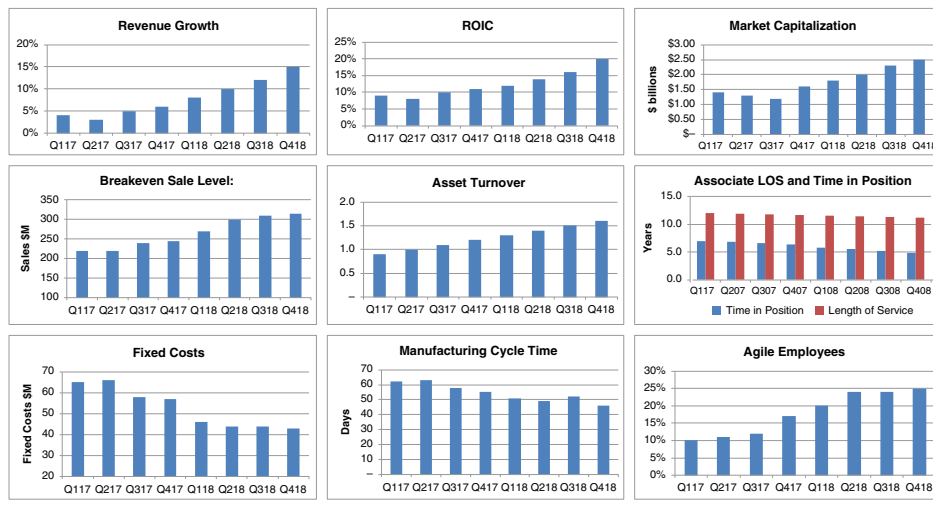 Revenue Growth
20%
15%
10%
5%
0%
Q117 Q217 Q317 Q417 Q118 Q218 Q318 Q418
ROIC
25%
20%
15%
10%
5%
0%
Q117 Q217 Q317 Q417 Q118 Q218 Q318 Q418
Market Capitalization
$ billions
$3.00
$2.50
$2.00
$1.50
$1.00
$0.50
$–
Q117 Q217 Q317 Q417 Q118 Q218 Q318 Q418
Breakeven Sale Level:
Sales $M
350
300
250
200
150
100
Q117 Q217 Q317 Q417 Q118 Q218 Q318 Q418
Asset Turnover
2.0
1.5
1.0
0.5
–
Q117 Q217 Q317 Q417 Q118 Q218 Q318 Q418
Associate LOS and Time in Position
Years
15.0
10.0
5.0
0.0
Q117 Q207 Q307 Q407 Q108 Q208 Q308 Q408
Time in Position Length of Service
Fixed Costs
Fixed Costs $M
70
60
50
40
30
20
Q117 Q217 Q317 Q417 Q118 Q218 Q318 Q418
Manufacturing Cycle Time
Days
70
60
50
40
30
20
10
–
Q117 Q217 Q317 Q417 Q118 Q218 Q318 Q418
Agile Employees
30%
25%
20%
15%
10%
5%
0%
Q117 Q217 Q317 Q417 Q118 Q218 Q318 Q418